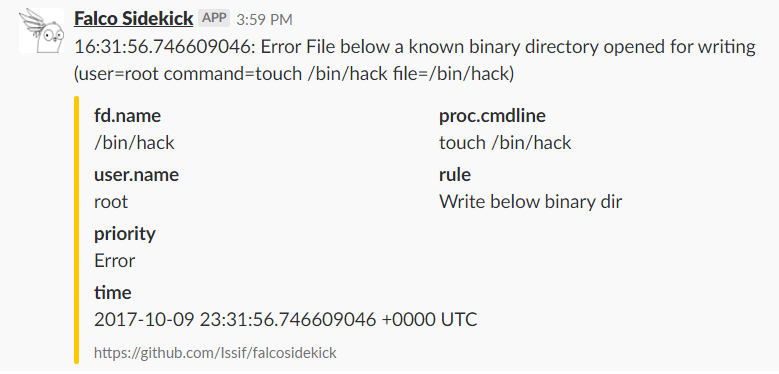 Falco Sidekick APP 3:59 PM
16:31:56.746609046: Error File below a known binary directory opened for writing
(user=root command=touch /bin/hack file=/bin/hack)
fd.name proc.cmdline
/bin/hack touch /bin/hack
user.name rule
root Write below binary dir
priority
Error
time
2017-10-09 23:31:56.746609046 +0000 UTC
https://github.com/Issif/falcosidekick